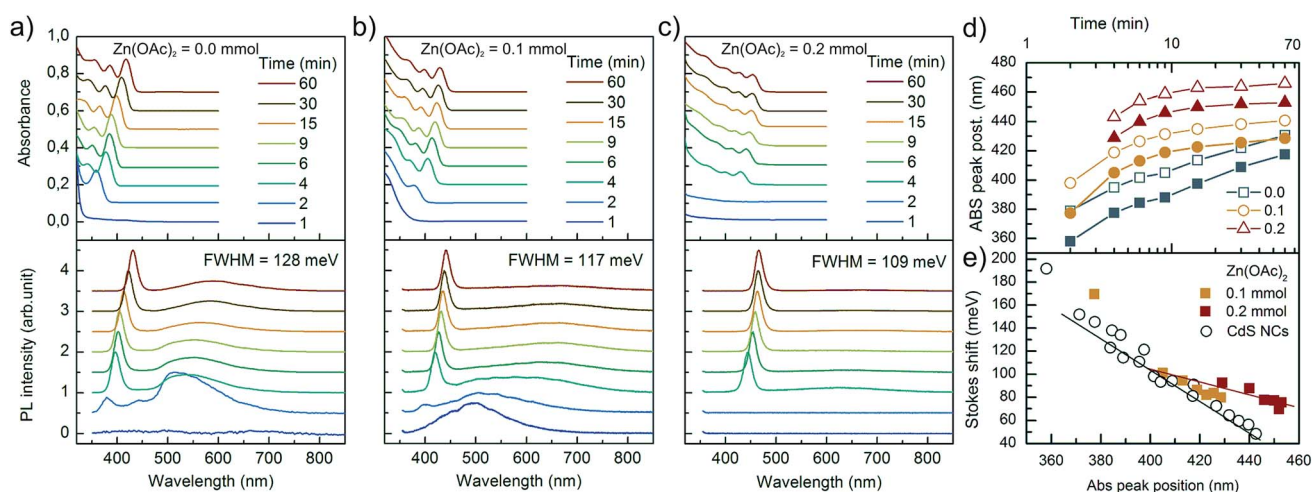 a)
1,0
0,8
0,6
0,4
0,2
0,0
Absorbance
Zn(OAc)2 = 0.0 mmol
Time (min)
60
30
15
9
6
4
2
1
4
3
2
1
0
PL intensity (arb.unit)
FWHM = 128 meV
400 500 600 700 800
Wavelength (nm)
b)
Zn(OAc)2 = 0.1 mmol
Time (min)
60
30
15
9
6
4
2
1
FWHM = 117 meV
400 500 600 700 800
Wavelength (nm)
c)
Zn(OAc)2 = 0.2 mmol
Time (min)
60
30
15
9
6
4
2
1
FWHM = 109 meV
400 500 600 700 800
Wavelength (nm)
d)
Time (min)
1 10 70
480
460
440
420
400
380
360
ABS peak post. (nm)
0.0
0.1
0.2
e)
200
180
160
140
120
100
80
60
40
Stokes shift (meV)
Zn(OAc)2
0.1 mmol
0.2 mmol
CdS NCs
360 380 400 420 440 460
Abs peak position (nm)